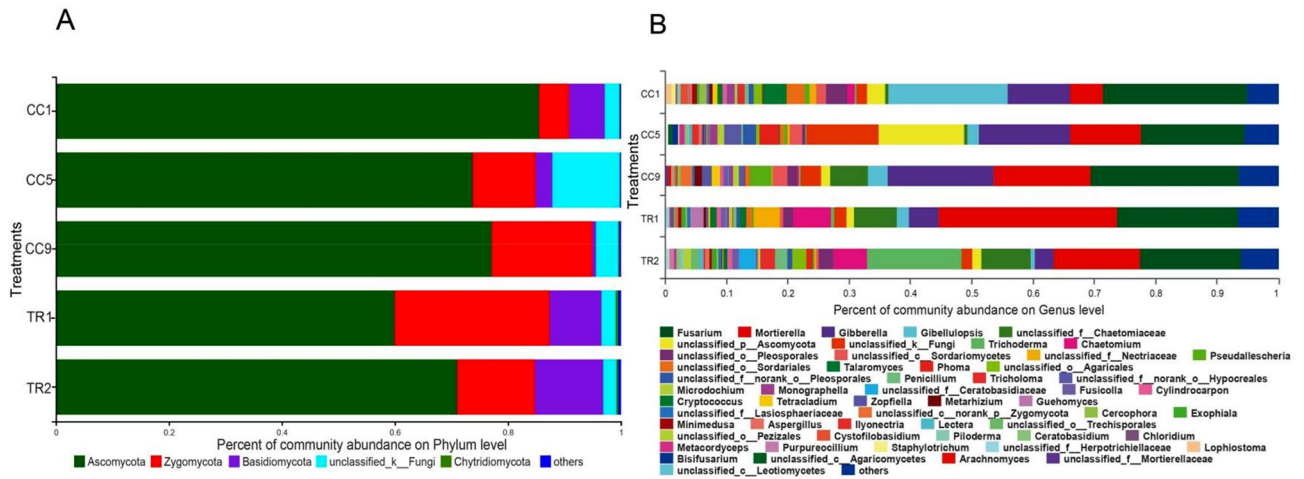 A
Treatments
CC1
CC5
CC9
TR1
TR2
0 0.2 0.4 0.6 0.8 1
Percent of community abundance on Phylum level
Ascomycota Zygomycota Basidiomycota unclassified_k__Fungi Chytridiomycota others
B
Treatments
CC1
CC5
CC9
TR1
TR2
0 0.1 0.2 0.3 0.4 0.5 0.6 0.7 0.8 0.9 1
Percent of community abundance on Genus level
Fusarium Mortierella Gibberella Gibellulopsis unclassified_f__Chaetomiaceae
unclassified_p__Ascomycota unclassified_k__Fungi Trichoderma Chaetomium
unclassified_o__Pleosporales unclassified_c__Sordariomycetes unclassified_f__Nectriaceae Pseudallescheria
unclassified_o__Sordariales Talaromyces Phoma unclassified_o__Agaricales
unclassified_f__norank_o__Pleosporales Penicillium Tricholoma unclassified_f__norank_o__Hypocreales
Microdochium Monographella unclassified_f__Ceratobasidiaceae Fusicolla Cylindrocarpon
Cryptococcus Tetracladium Zopfiella Metarhizium Guehomyces
unclassified_f__Lasiosphaeriaceae unclassified_c__norank_p__Zygomycota Cercophora Exophiala
Minimedusa Aspergillus Ilyonectria Lectera unclassified_o__Trechisporales
unclassified_o__Pezizales Cystofilobasidium Piloderma Ceratobasidium Chloridium
Metacordyceps Purpureocillium Staphylotrichum unclassified_f__Herpotrichiellaceae Lophiostoma
Bisifusarium unclassified_c__Agaricomycetes Arachnomyces unclassified_f__Mortierellaceae
unclassified_c__Leotiomycetes others